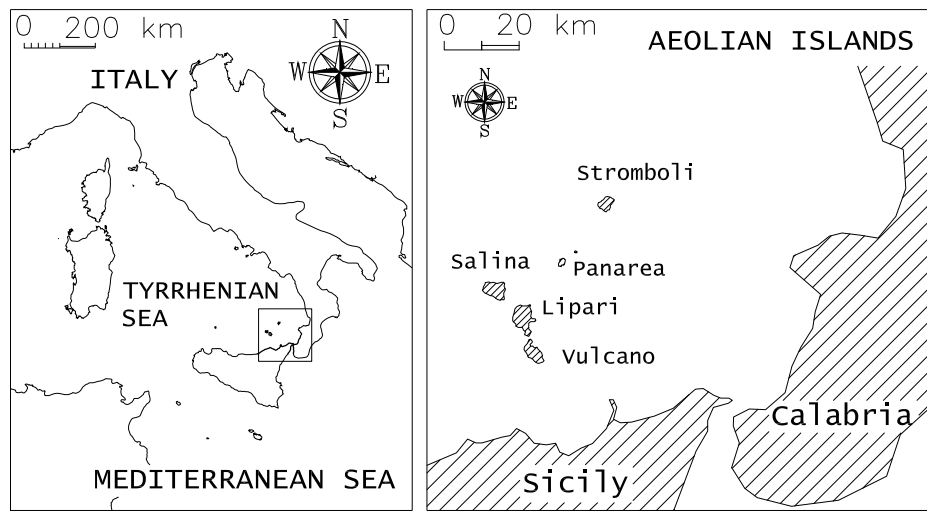 0 200 km
N
W E
S
ITALY
TYRRHENIAN
SEA
MEDITERRANEAN SEA
0 20 km
AEOLIAN ISLANDS
N
W E
S
Stromboli
Salina
Panarea
Lipari
Vulcano
Calabria
Sicily